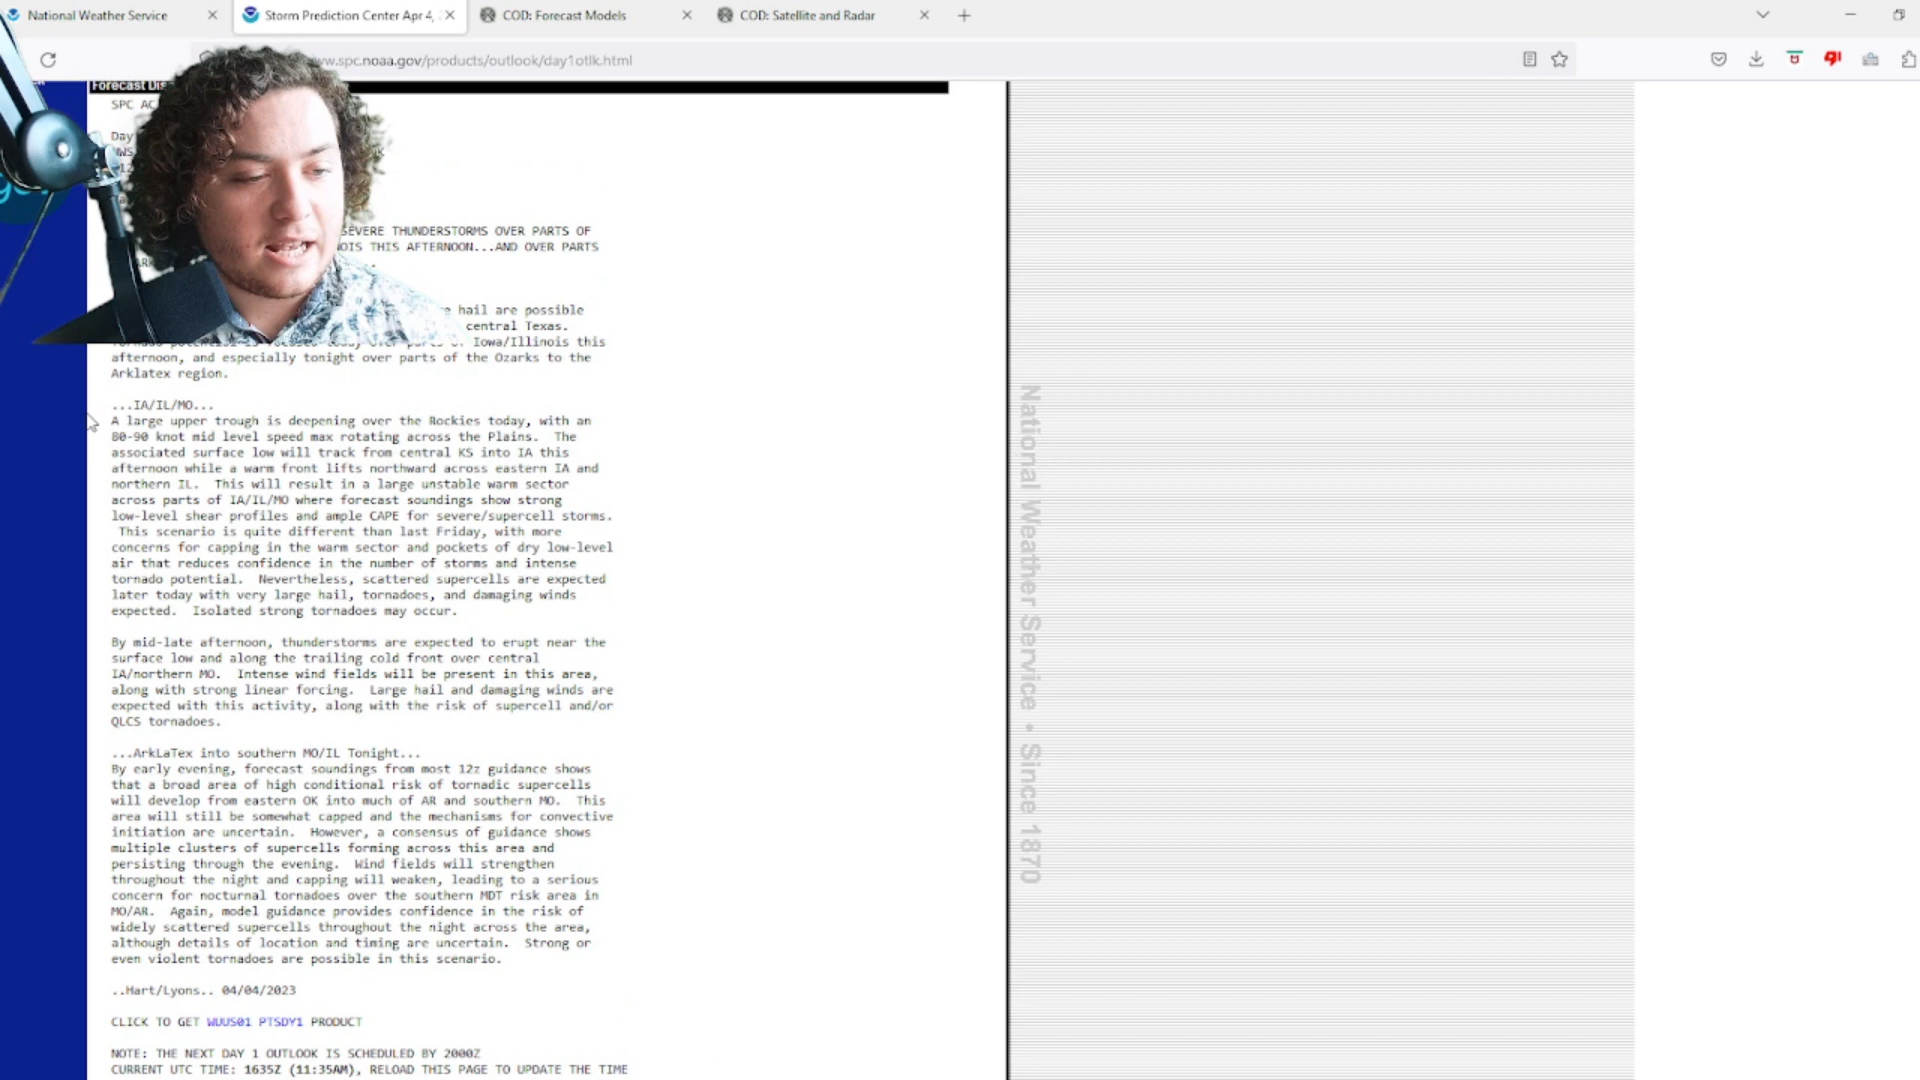 National Weather Service
Storm Prediction Center Apr 4,
COD: Forecast Models
COD: Satellite and Radar
w.spc.noaa.gov/products/outlook/day1otlk.html
Forecast Dis
SPC AC
Day
SEVERE THUNDERSTORMS OVER PARTS OF
OIS THIS AFTERNOON...AND OVER PARTS
hail are possible
central Texas.
Iowa/Illinois this
afternoon, and especially tonight over parts of the Ozarks to the
Arklatex region.
...IA/IL/MO...
A large upper trough is deepening over the Rockies today, with an
80-90 knot mid level speed max rotating across the Plains. The
associated surface low will track from central KS into IA this
afternoon while a warm front lifts northward across eastern IA and
northern IL. This will result in a large unstable warm sector
across parts of IA/IL/MO where forecast soundings show strong
low-level shear profiles and ample CAPE for severe/supercell storms.
This scenario is quite different than last Friday, with more
concerns for capping in the warm sector and pockets of dry low-level
air that reduces confidence in the number of storms and intense
tornado potential. Nevertheless, scattered supercells are expected
later today with very large hail, tornadoes, and damaging winds
expected. Isolated strong tornadoes may occur.
By mid-late afternoon, thunderstorms are expected to erupt near the
surface low and along the trailing cold front over central
IA/northern MO. Intense wind fields will be present in this area,
along with strong linear forcing. Large hail and damaging winds are
expected with this activity, along with the risk of supercell and/or
QLCS tornadoes.
...ArkLaTex into southern MO/IL Tonight...
By early evening, forecast soundings from most 12z guidance shows
that a broad area of high conditional risk of tornadic supercells
will develop from eastern OK into much of AR and southern MO. This
area will still be somewhat capped and the mechanisms for convective
initiation are uncertain. However, a consensus of guidance shows
multiple clusters of supercells forming across this area and
persisting through the evening. Wind fields will strengthen
throughout the night and capping will weaken, leading to a serious
concern for nocturnal tornadoes over the southern MDT risk area in
MO/AR. Again, model guidance provides confidence in the risk of
widely scattered supercells throughout the night across the area,
although details of location and timing are uncertain. Strong or
even violent tornadoes are possible in this scenario.
..Hart/Lyons.. 04/04/2023
CLICK TO GET WUUS01 PTSDY1 PRODUCT
NOTE: THE NEXT DAY 1 OUTLOOK IS SCHEDULED BY 2000Z
CURRENT UTC TIME: 1635Z (11:35AM), RELOAD THIS PAGE TO UPDATE THE TIME
National Weather Service • Since 1870